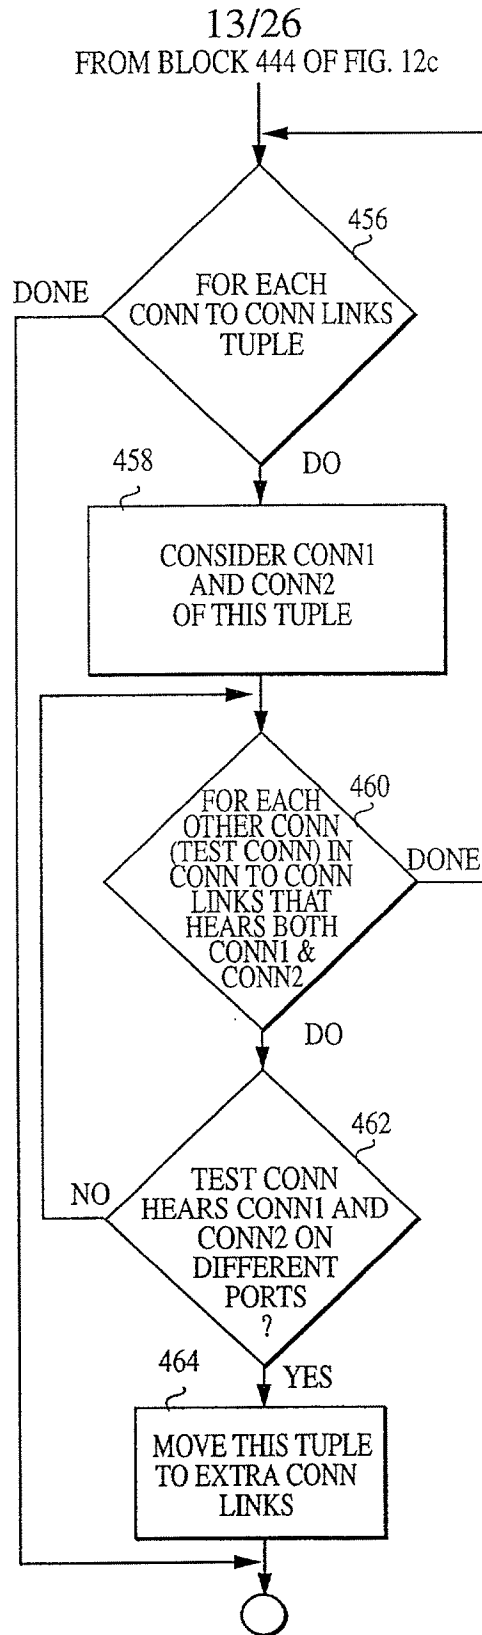 13/26
FROM BLOCK 444 OF FIG. 12c
456
DONE
FOR EACH
CONN TO CONN LINKS
TUPLE
DO
458
CONSIDER CONN1
AND CONN2
OF THIS TUPLE
460
FOR EACH
OTHER CONN
(TEST CONN) IN
CONN TO CONN
LINKS THAT
HEARS BOTH
CONN1 &
CONN2
DONE
DO
462
NO
TEST CONN
HEARS CONN1 AND
CONN2 ON
DIFFERENT
PORTS
?
YES
464
MOVE THIS TUPLE
TO EXTRA CONN
LINKS